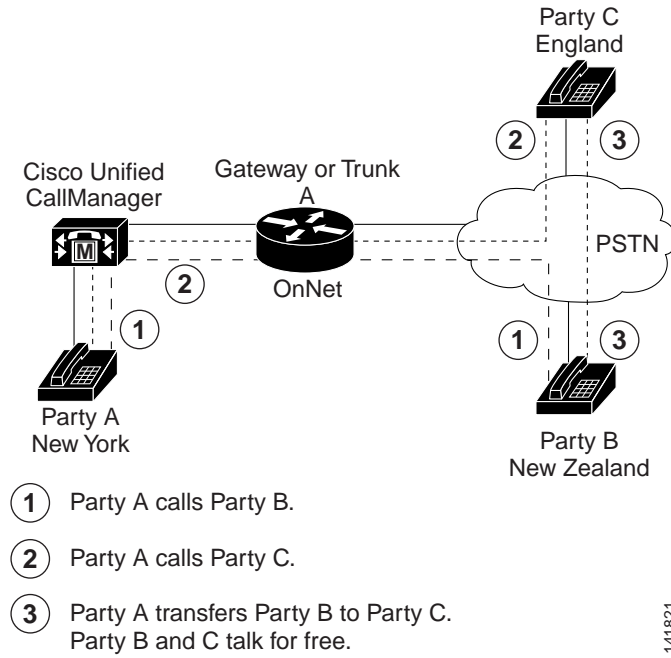 Party C
England
2
3
Cisco Unified
CallManager
Gateway or Trunk
A
M
PSTN
2
OnNet
1
1
3
Party A
New York
Party B
New Zealand
1 Party A calls Party B.
2 Party A calls Party C.
3 Party A transfers Party B to Party C.
Party B and C talk for free.
141821